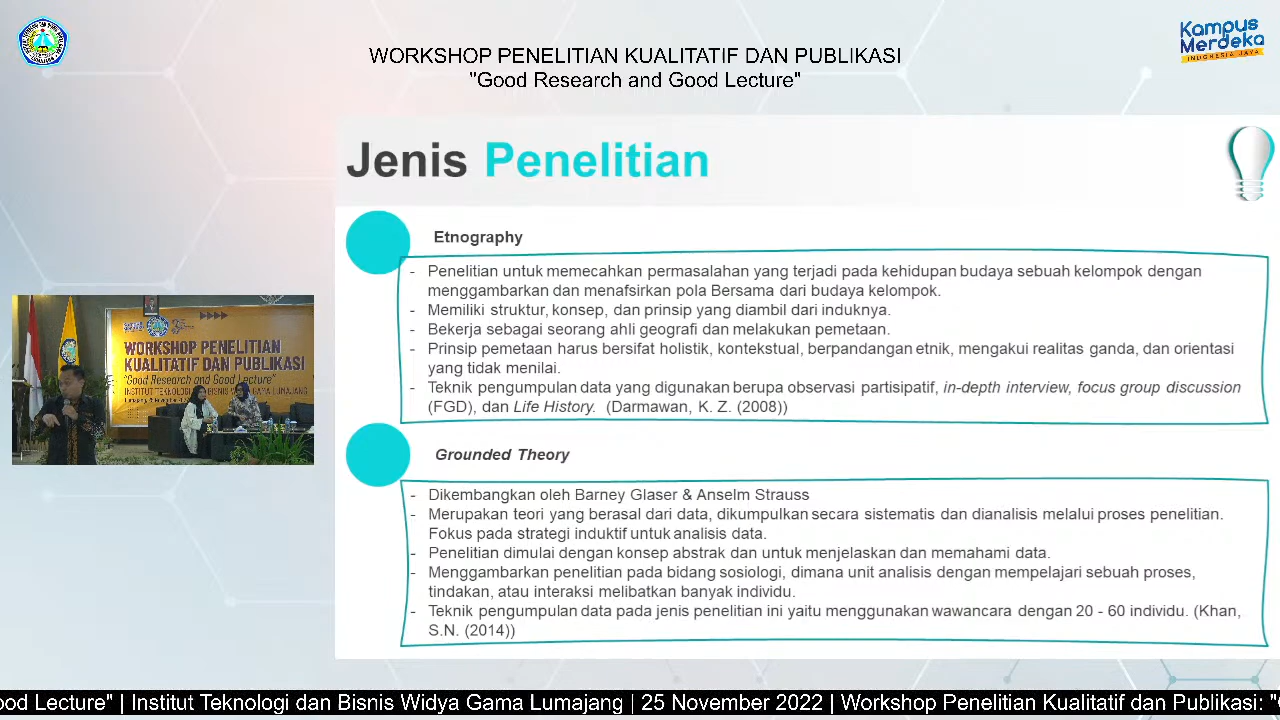 WORKSHOP PENELITIAN KUALITATIF DAN PUBLIKASI
"Good Research and Good Lecture"
Kampus
Merdeka
INDONESIA JAYA
Jenis Penelitian
Etnography
- Penelitian untuk memecahkan permasalahan yang terjadi pada kehidupan budaya sebuah kelompok dengan
menggambarkan dan menafsirkan pola Bersama dari budaya kelompok.
- Memiliki struktur, konsep, dan prinsip yang diambil dari induknya.
- Bekerja sebagai seorang ahli geografi dan melakukan pemetaan.
- Prinsip pemetaan harus bersifat holistik, kontekstual, berpandangan etnik, mengakui realitas ganda, dan orientasi
yang tidak menilai.
- Teknik pengumpulan data yang digunakan berupa observasi partisipatif, in-depth interview, focus group discussion
(FGD), dan Life History. (Darmawan, K. Z. (2008))
WORKSHOP PENELITIAN
KUALITATIF DAN PUBLIKASI
"Good Research and Good Lecture"
INSTITUT TEKNOLOGI DAN BISNIS WIDYA GAMA LUMAJANG
Grounded Theory
- Dikembangkan oleh Barney Glaser & Anselm Strauss
- Merupakan teori yang berasal dari data, dikumpulkan secara sistematis dan dianalisis melalui proses penelitian.
Fokus pada strategi induktif untuk analisis data.
- Penelitian dimulai dengan konsep abstrak dan untuk menjelaskan dan memahami data.
- Menggambarkan penelitian pada bidang sosiologi, dimana unit analisis dengan mempelajari sebuah proses,
tindakan, atau interaksi melibatkan banyak individu.
- Teknik pengumpulan data pada jenis penelitian ini yaitu menggunakan wawancara dengan 20 - 60 individu. (Khan,
S.N. (2014))
ood Lecture" | Institut Teknologi dan Bisnis Widya Gama Lumajang | 25 November 2022 | Workshop Penelitian Kualitatif dan Publikasi: "